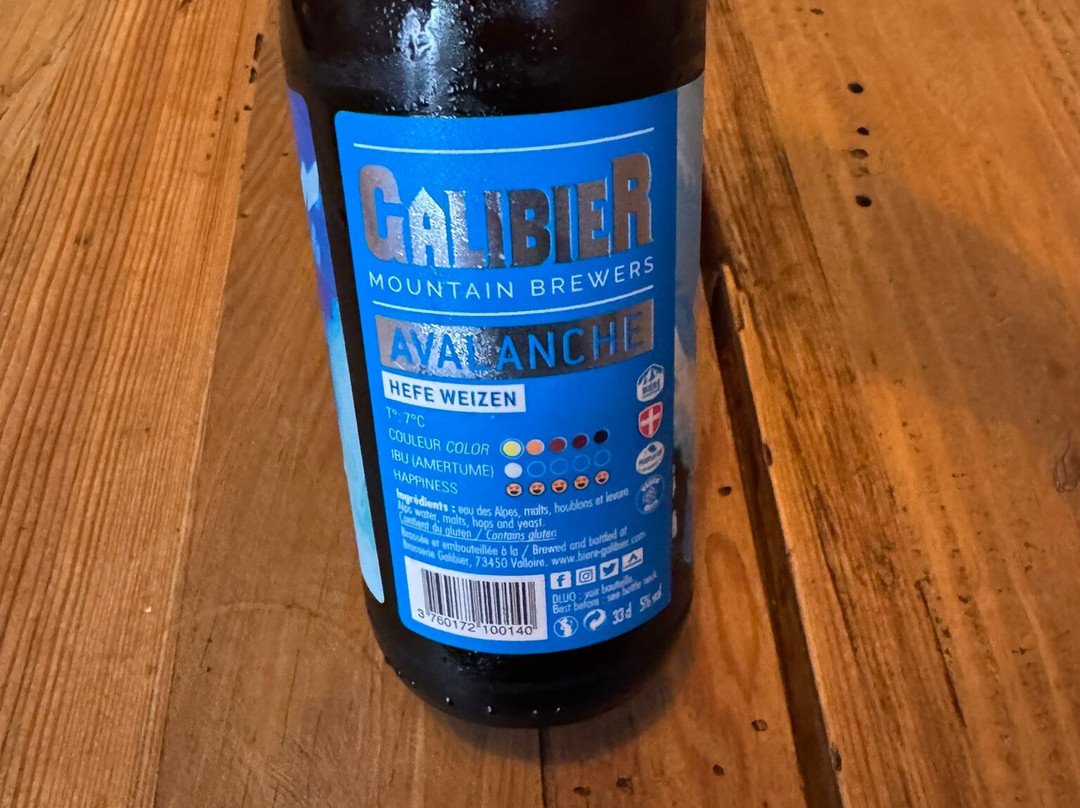 GALIBIER
MOUNTAIN BREWERS
AVALANCHE
HEFE WEIZEN
T° : 7°C
COULEUR COLOR
IBU (AMERTUME)
HAPPINESS
Ingrédients : eau des Alpes, malts, houblons et levure.
Alps water, malts, hops and yeast.
Contient du gluten / Contains gluten
Brassée et embouteillée à la / Brewed and bottled at
Brasserie Galibier, 73450 Valloire. www.biere-galibier.com
DLUO : voir bouteille
Best before : see bottle neck
33cl 5% vol
3 760172 100140